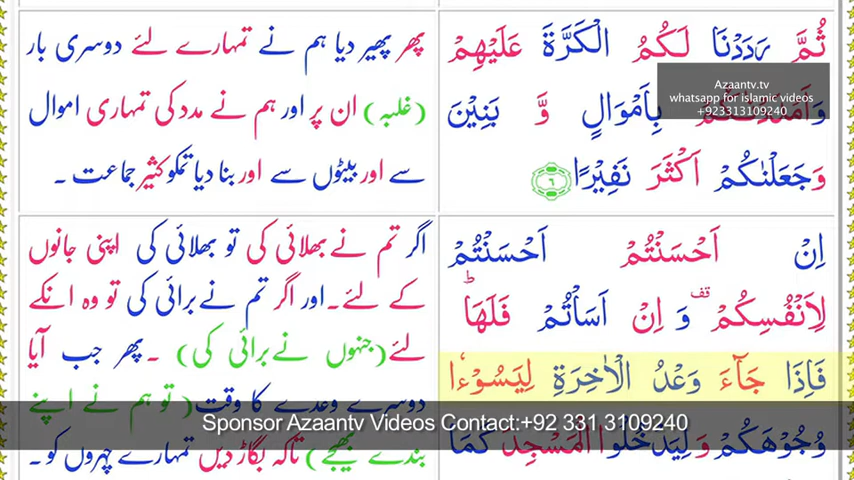 ثُمَّ رَدَدْنَا لَكُمُ الْكَرَّةَ عَلَيْهِمْ
وَاَمْدَدْنٰكُمْ بِاَمْوَالٍ وَّ بَنِيْنَ
وَجَعَلْنٰكُمْ اَكْثَرَ نَفِيْرًا ٦
پھر پھیر دیا ہم نے تمہارے لئے دوسری بار
(غلبہ) ان پر اور ہم نے مدد کی تمہاری اموال
سے اور بیٹوں سے اور بنا دیا تمکو کثیر جماعت ۔
Azaantv.tv
whatsapp for islamic videos
+923313109240
اِنْ اَحْسَنْتُمْ اَحْسَنْتُمْ
لِاَنْفُسِكُمْ قف وَ اِنْ اَسَاْتُمْ فَلَهَا ط
فَاِذَا جَآءَ وَعْدُ الْاٰخِرَةِ لِيَسُوْٓءٗا
وُجُوْهَكُمْ وَ لِيَدْخُلُوا الْمَسْجِدَ كَمَا
اگر تم نے بھلائی کی تو بھلائی کی اپنی جانوں
کے لئے۔ اور اگر تم نے برائی کی تو وہ انکے
لئے (جنہوں نے برائی کی) ۔ پھر جب آیا
دوسرے وعدے کا وقت (تو ہم نے اپنے
بندے بھیجے) تاکہ بگاڑ دیں تمہارے چہروں کو۔
Sponsor Azaantv Videos Contact:+92 331 3109240